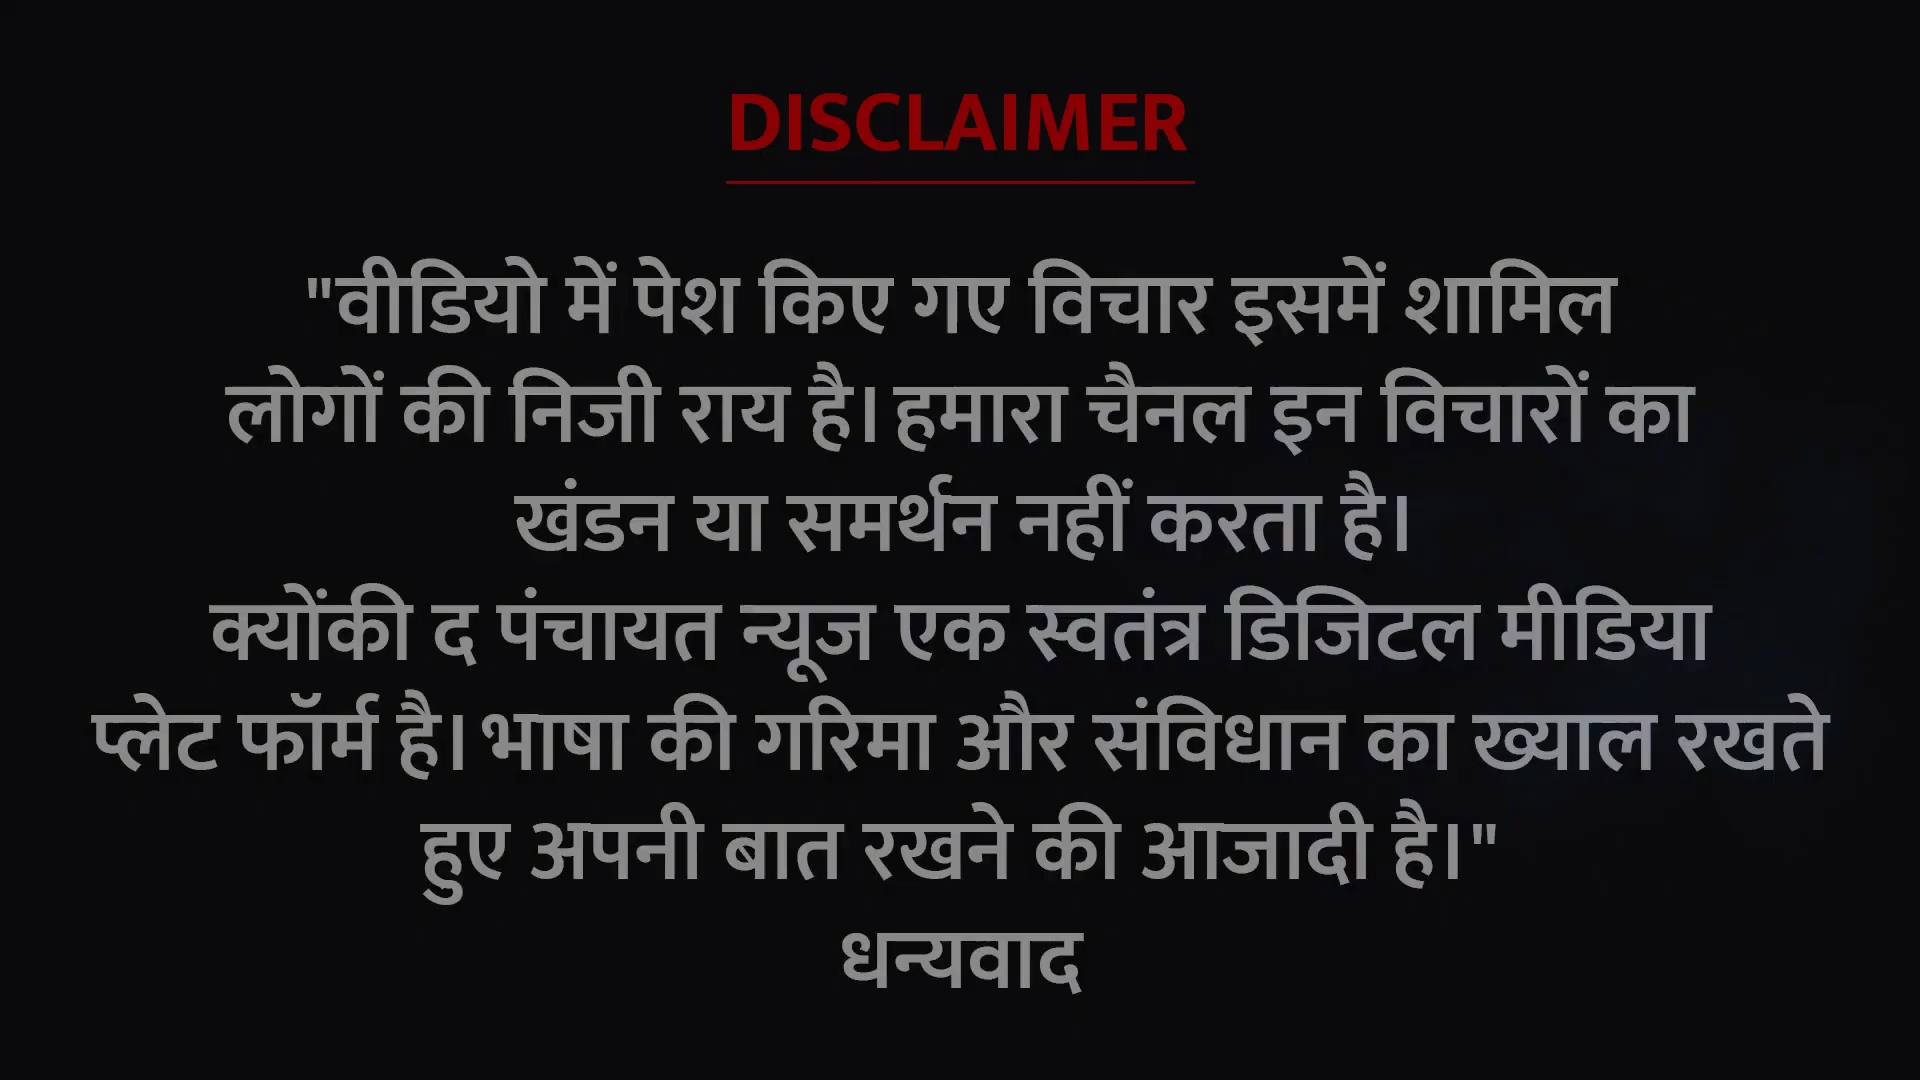 DISCLAIMER
"वीडियो में पेश किए गए विचार इसमें शामिल
लोगों की निजी राय है। हमारा चैनल इन विचारों का
खंडन या समर्थन नहीं करता है।
क्योंकी द पंचायत न्यूज एक स्वतंत्र डिजिटल मीडिया
प्लेट फॉर्म है। भाषा की गरिमा और संविधान का ख्याल रखते
हुए अपनी बात रखने की आजादी है।"
धन्यवाद